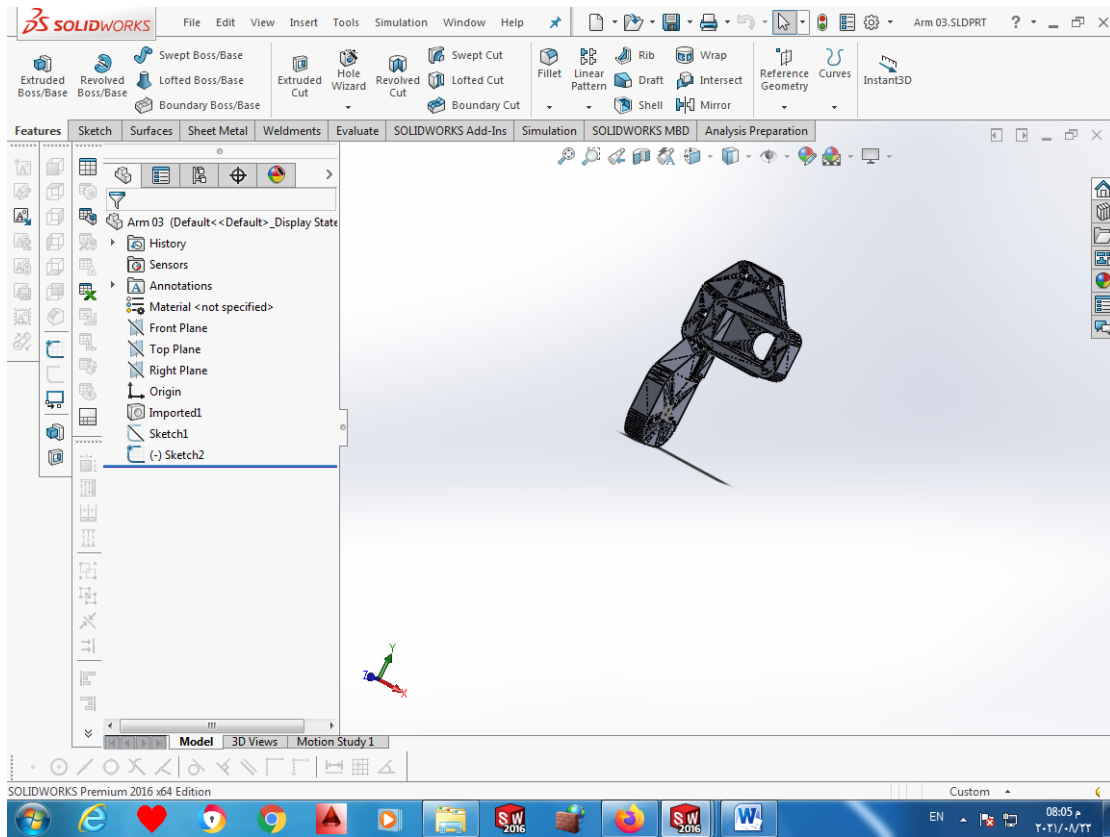 SOLIDWORKS File Edit View Insert Tools Simulation Window Help Arm 03.SLDPRT ?
Extruded Boss/Base
Revolved Boss/Base
Swept Boss/Base
Lofted Boss/Base
Boundary Boss/Base
Extruded Cut
Hole Wizard
Revolved Cut
Swept Cut
Lofted Cut
Boundary Cut
Fillet
Linear Pattern
Rib
Draft
Shell
Wrap
Intersect
Mirror
Reference Geometry
Curves
Instant3D
Features Sketch Surfaces Sheet Metal Weldments Evaluate SOLIDWORKS Add-Ins Simulation SOLIDWORKS MBD Analysis Preparation
Arm 03 (Default<<Default>_Display State
History
Sensors
Annotations
Material <not specified>
Front Plane
Top Plane
Right Plane
Origin
Imported1
Sketch1
(-) Sketch2
Y
Z
X
Model 3D Views Motion Study 1
SOLIDWORKS Premium 2016 x64 Edition Custom
SW 2016
SW 2016
W
EN
08:05 م
٢٠٢١/٠٨/٢٢